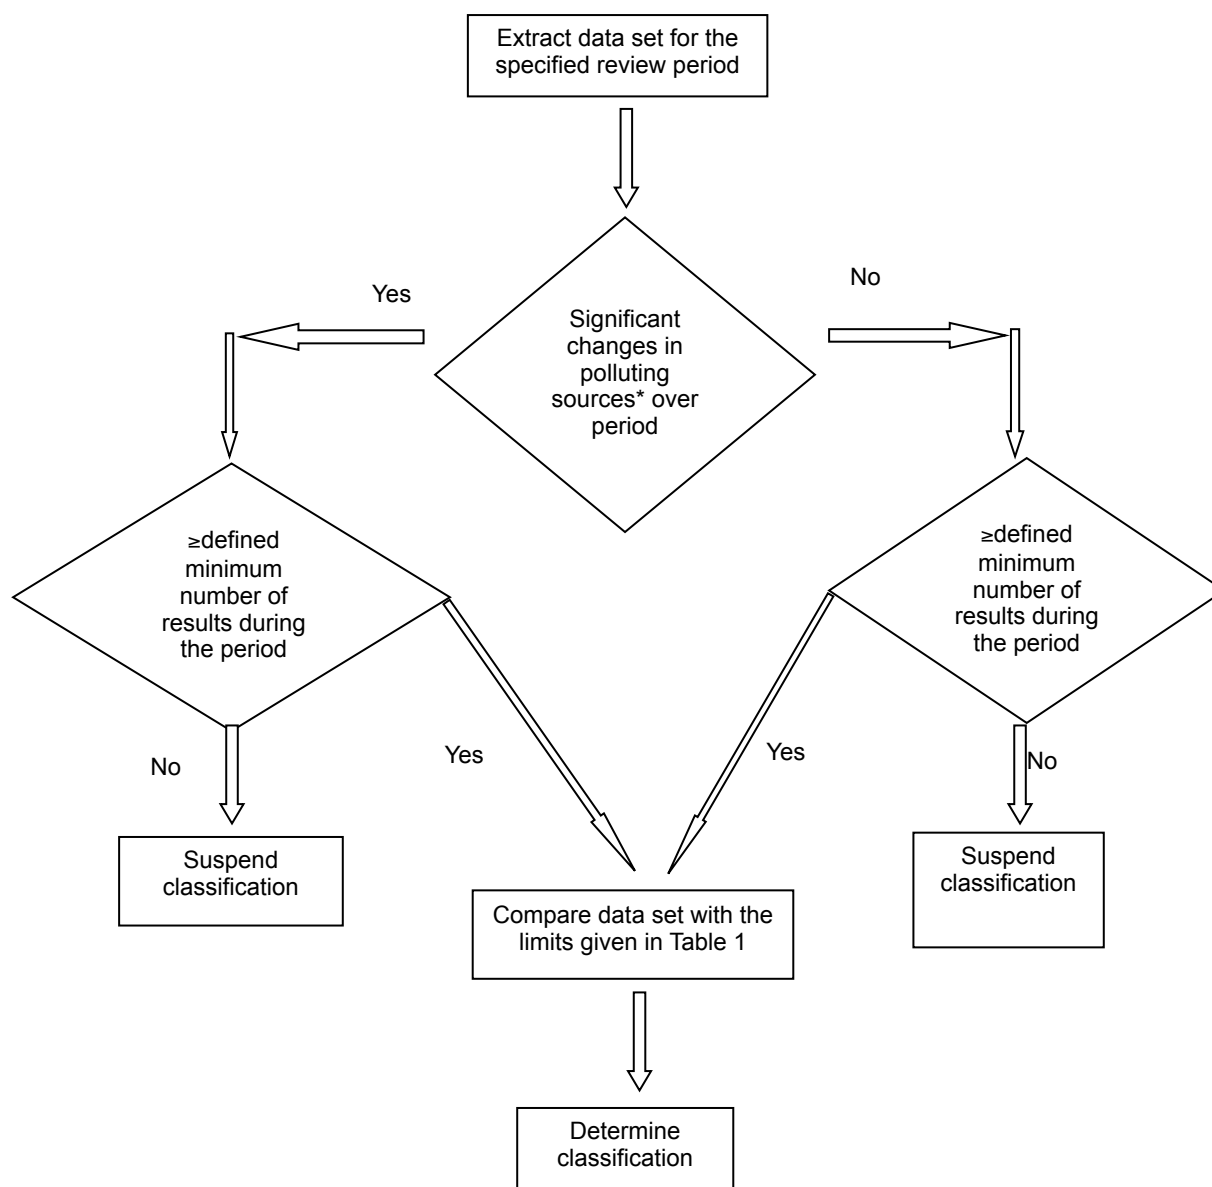 Extract data set for the
specified review period
Yes
No
Significant
changes in
polluting
sources* over
period
≥defined
minimum
number of
results during
the period
≥defined
minimum
number of
results during
the period
No
Yes
Yes
No
Suspend
classification
Suspend
classification
Compare data set with the
limits given in Table 1
Determine
classification